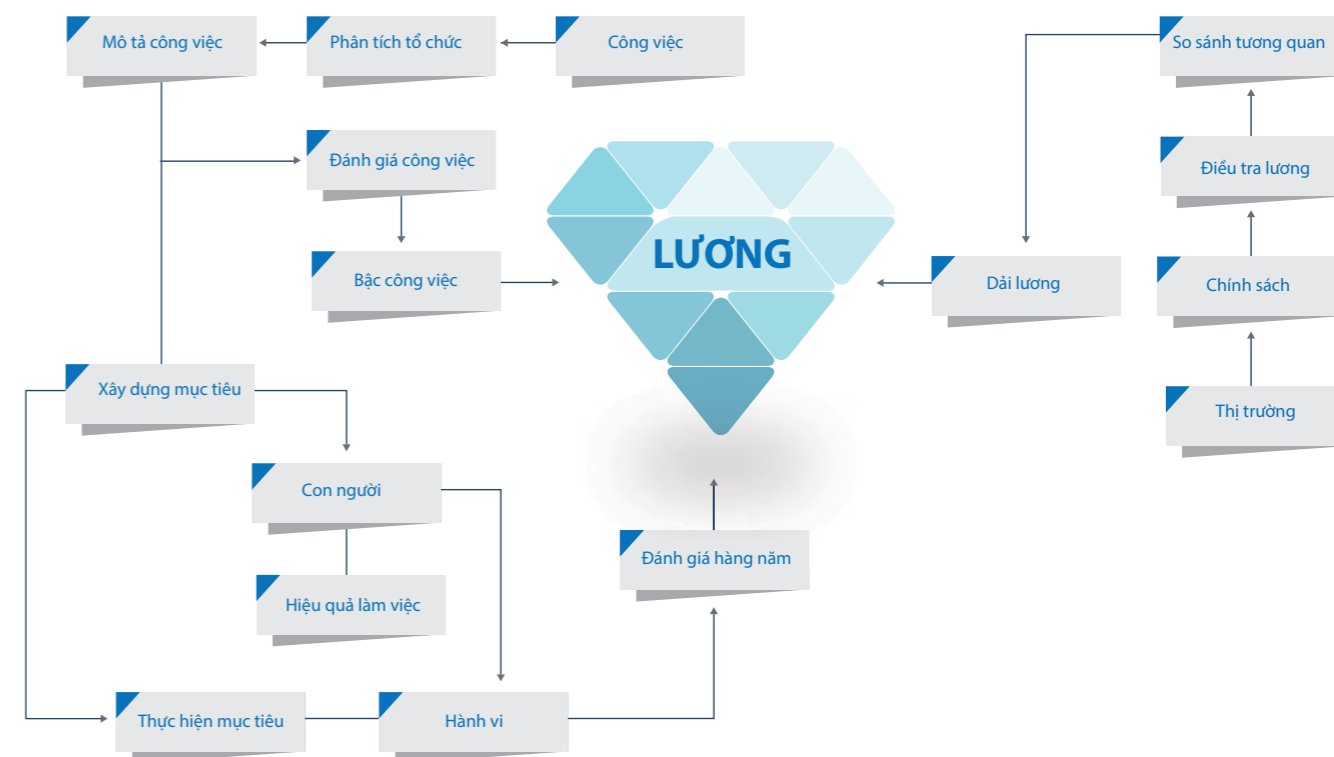 Mô tả công việc
Phân tích tổ chức
Công việc
So sánh tương quan
Đánh giá công việc
Điều tra lương
LƯƠNG
Bậc công việc
Dải lương
Chính sách
Xây dựng mục tiêu
Thị trường
Con người
Đánh giá hàng năm
Hiệu quả làm việc
Thực hiện mục tiêu
Hành vi